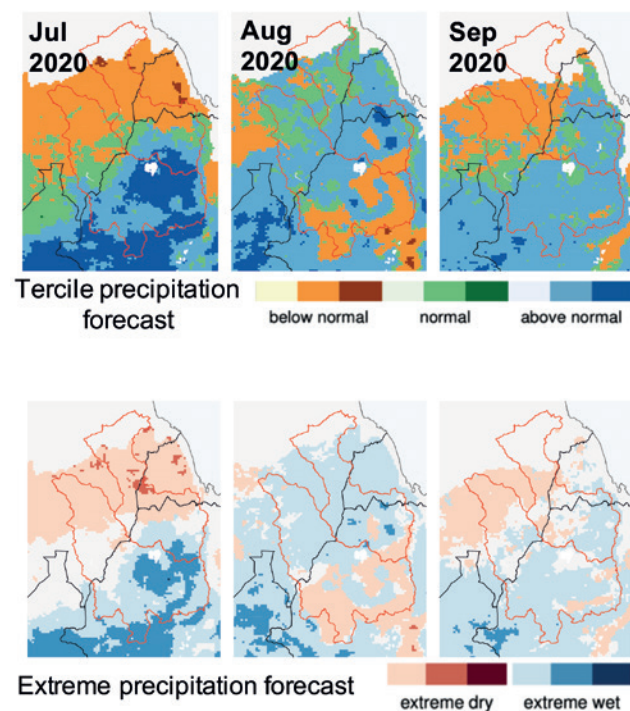 Jul
2020
Aug
2020
Sep
2020
Tercile precipitation
forecast
below normal
normal
above normal
Extreme precipitation forecast
extreme dry
extreme wet